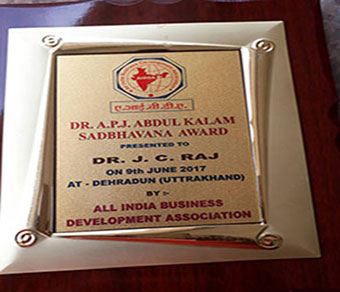 ए.आई.बी.डी.ए.
DR. A.P.J. ABDUL KALAM
SADBHAVANA AWARD
PRESENTED TO
DR. J. C. RAJ
ON 9th JUNE 2017
AT - DEHRADUN (UTTRAKHAND)
BY :-
ALL INDIA BUSINESS
DEVELOPMENT ASSOCIATION